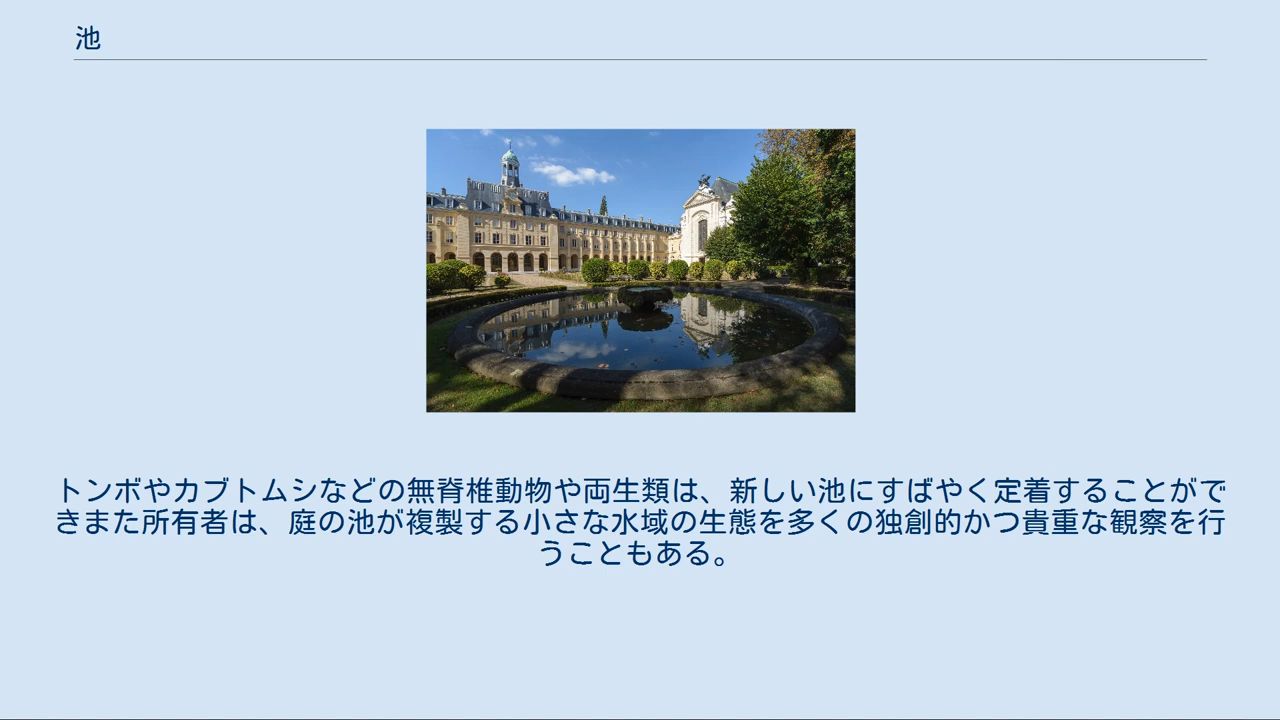 池
トンボやカブトムシなどの無脊椎動物や両生類は、新しい池にすばやく定着することがで
きまた所有者は、庭の池が複製する小さな水域の生態を多くの独創的かつ貴重な観察を行
うこともある。